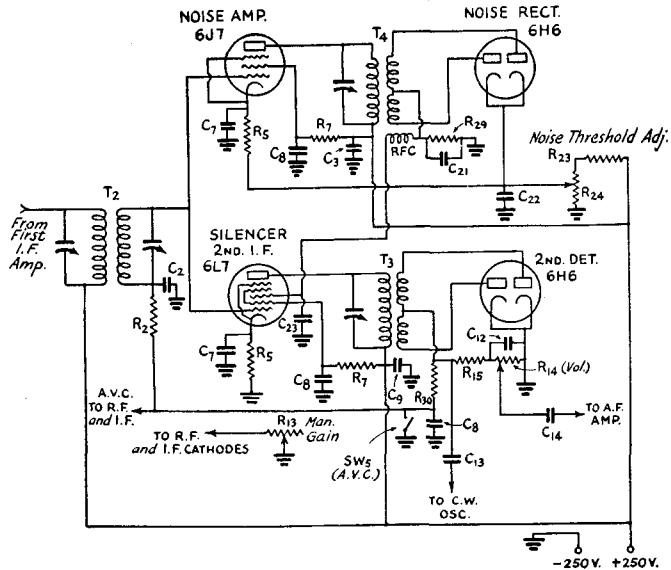 NOISE AMP.
6J7
T4
NOISE RECT.
6H6
C7
R5
C8
R7
C3
RFC
R29
C21
Noise Threshold Adj.
R23
R24
C22
T2
From
First
I.F.
Amp.
C2
R2
SILENCER
2ND. I.F.
6L7
T3
2ND. DET.
6H6
C23
C7
R5
C8
R7
C9
R30
C12
R15
R14 (Vol.)
C14
TO A.F.
AMP.
A.V.C.
TO R.F.
and I.F.
R13
Man.
Gain
TO R.F.
and I.F. CATHODES
SW5
(A.V.C.)
C8
C13
TO C.W.
OSC.
-250V. +250V.